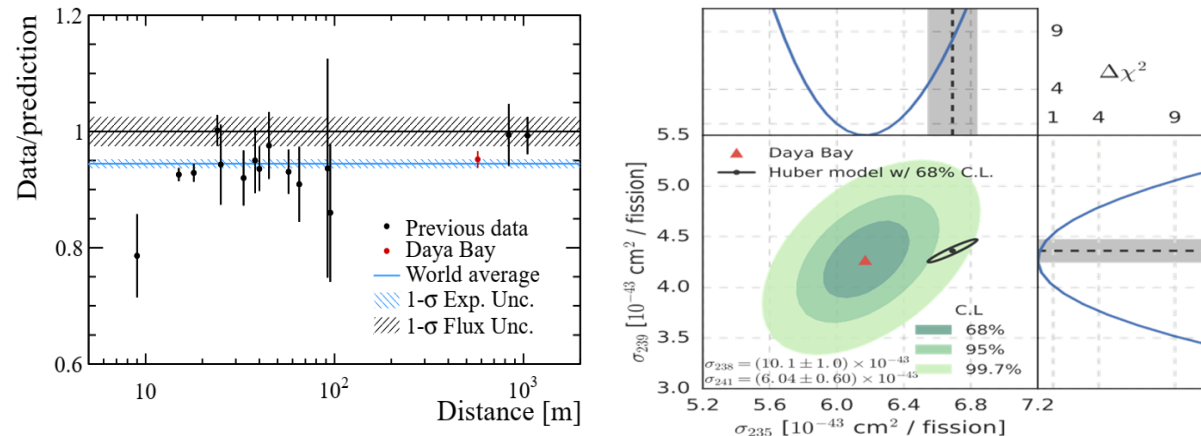 1.2
1
0.8
0.6
Data/prediction
Previous data
Daya Bay
World average
1-σ Exp. Unc.
1-σ Flux Unc.
10
10²
10³
Distance [m]
9
4
1
Δχ²
1 4 9
5.5
5.0
4.5
4.0
3.5
3.0
σ₂₃₉ [10⁻⁴³ cm² / fission]
Daya Bay
Huber model w/ 68% C.L.
C.L
68%
95%
99.7%
σ₂₃₈ = (10.1 ± 1.0) × 10⁻⁴³
σ₂₄₁ = (6.04 ± 0.60) × 10⁻⁴³
5.2 5.6 6.0 6.4 6.8 7.2
σ₂₃₅ [10⁻⁴³ cm² / fission]